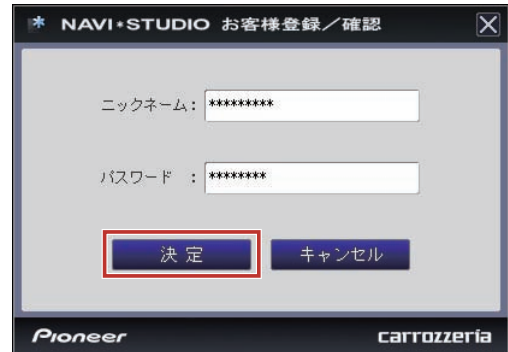 * NAVI*STUDIO お客様登録／確認
ニックネーム： *********
パスワード ： ********
決定 キャンセル
Pioneer carrozzeria